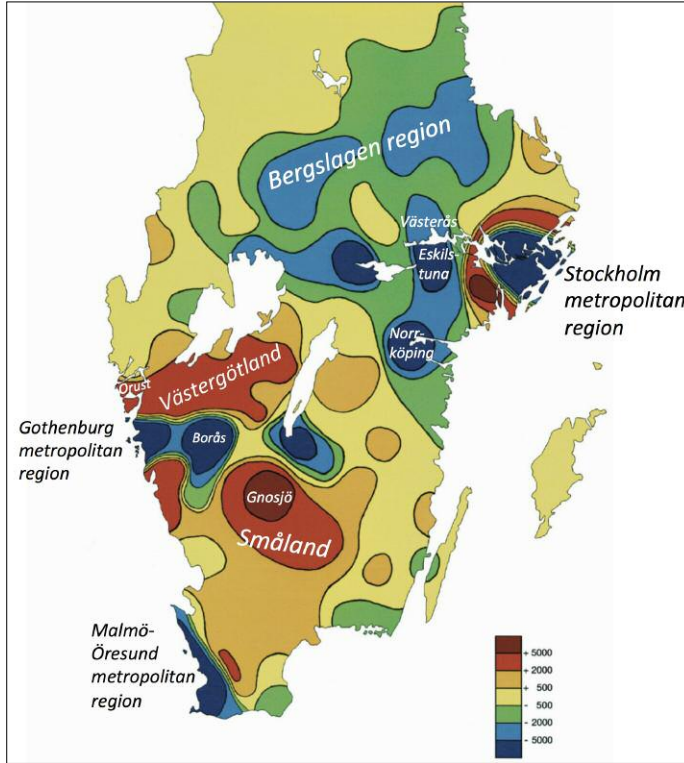 Bergslagen region
Västerås
Eskils-
tuna
Stockholm
metropolitan
region
Norr-
köping
Orust
Västergötland
Gothenburg
metropolitan
region
Borås
Gnosjö
Småland
Malmö-
Öresund
metropolitan
region
+ 5000
+ 2000
+ 500
- 500
- 2000
- 5000